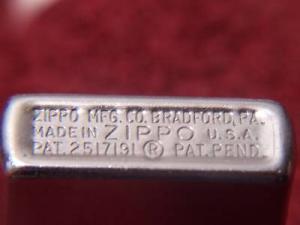 ZIPPO MFG. CO. BRADFORD, PA.
MADE IN ZIPPO U.S.A.
PAT. 2517191 ® PAT. PEND.